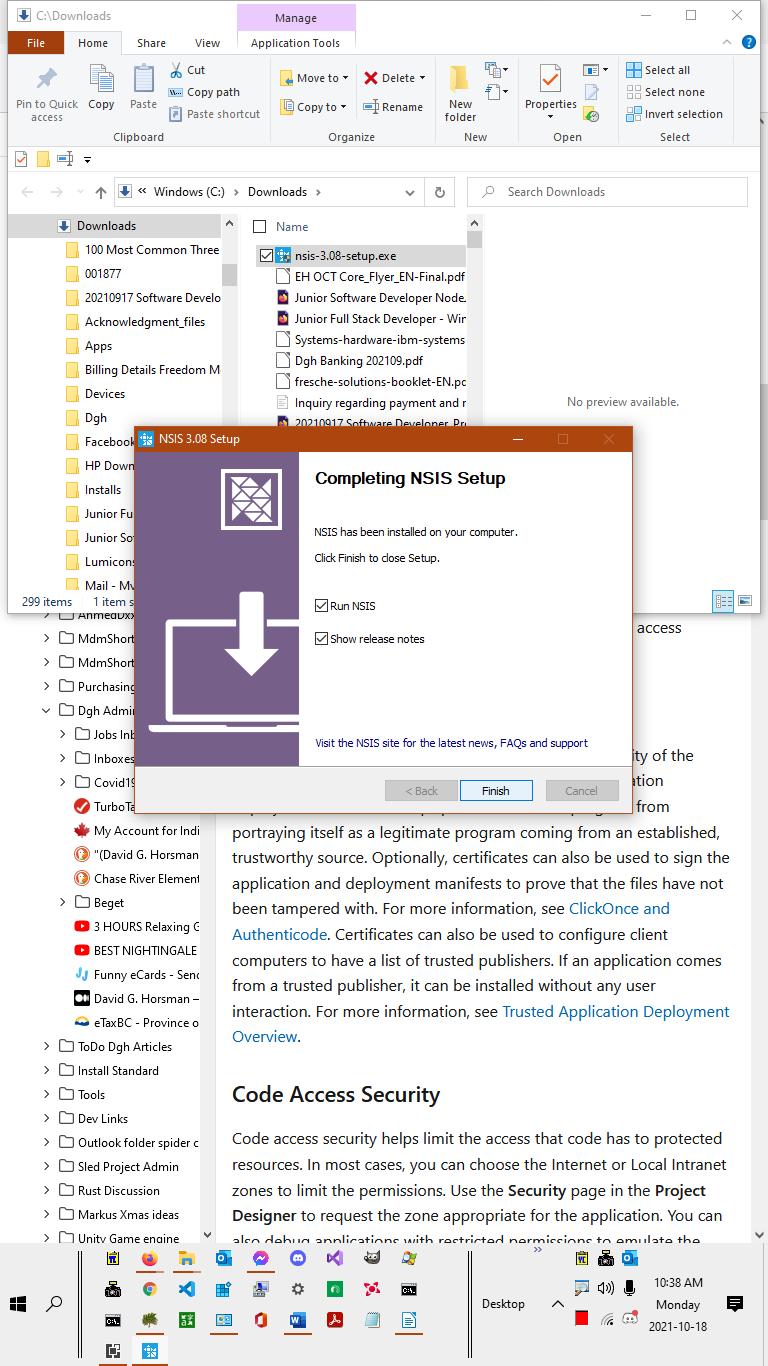 C:\Downloads
Manage
File
Home
Share
View
Application Tools
Pin to Quick access
Copy
Paste
Cut
Copy path
Paste shortcut
Clipboard
Move to
Copy to
Delete
Rename
Organize
New folder
New
Properties
Open
Select all
Select none
Invert selection
Select
« Windows (C:) > Downloads >
Search Downloads
Downloads
100 Most Common Three
001877
20210917 Software Develo
Acknowledgment_files
Apps
Billing Details Freedom M
Devices
Dgh
Facebook
HP Down
Installs
Junior Fu
Junior So
Lumicons
Mail - Mv
Name
nsis-3.08-setup.exe
EH OCT Core_Flyer_EN-Final.pdf
Junior Software Developer Node.
Junior Full Stack Developer - Win
Systems-hardware-ibm-systems
Dgh Banking 202109.pdf
fresche-solutions-booklet-EN.pd
Inquiry regarding payment and r
20210917 Software Developer, Pr
No preview available.
299 items
1 item s
NSIS 3.08 Setup
Completing NSIS Setup
NSIS has been installed on your computer.
Click Finish to close Setup.
Run NSIS
Show release notes
Visit the NSIS site for the latest news, FAQs and support
< Back
Finish
Cancel
AhmedDxx
MdmShort
MdmShort
Purchasing
Dgh Admin
Jobs Inb
Inboxes
Covid19
TurboTa
My Account for Indi
"(David G. Horsman
Chase River Element
Beget
3 HOURS Relaxing G
BEST NIGHTINGALE
Funny eCards - Send
David G. Horsman —
eTaxBC - Province o
ToDo Dgh Articles
Install Standard
Tools
Dev Links
Outlook folder spider c
Sled Project Admin
Rust Discussion
Markus Xmas ideas
Unity Game engine
access
ity of the
ation
from
portraying itself as a legitimate program coming from an established,
trustworthy source. Optionally, certificates can also be used to sign the
application and deployment manifests to prove that the files have not
been tampered with. For more information, see ClickOnce and
Authenticode. Certificates can also be used to configure client
computers to have a list of trusted publishers. If an application comes
from a trusted publisher, it can be installed without any user
interaction. For more information, see Trusted Application Deployment
Overview.
Code Access Security
Code access security helps limit the access that code has to protected
resources. In most cases, you can choose the Internet or Local Intranet
zones to limit the permissions. Use the Security page in the Project
Designer to request the zone appropriate for the application. You can
also debug applications with restricted permissions to emulate the
Desktop
10:38 AM
Monday
2021-10-18